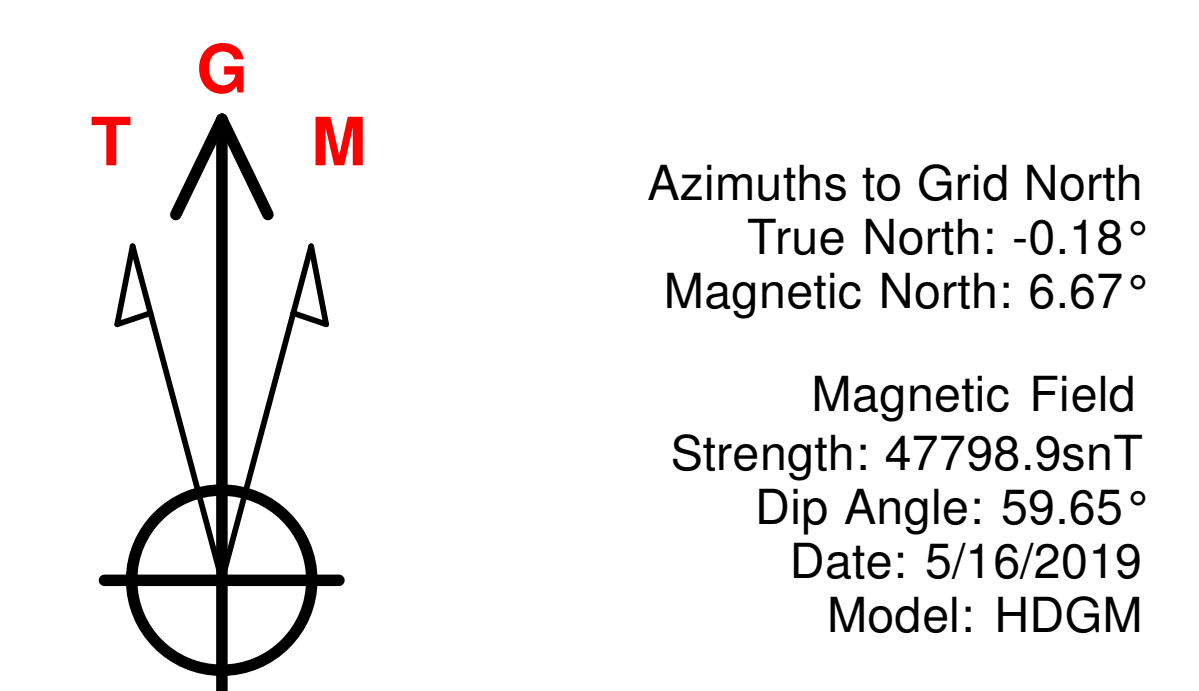 G
T M
Azimuths to Grid North
True North: -0.18°
Magnetic North: 6.67°
Magnetic Field
Strength: 47798.9snT
Dip Angle: 59.65°
Date: 5/16/2019
Model: HDGM